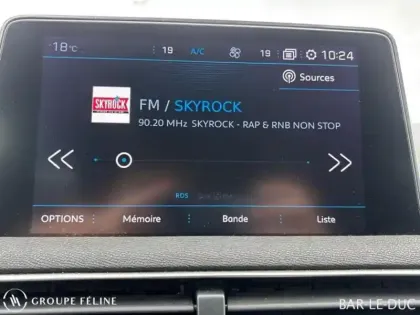 18°C 19 A/C 19 10:24
Sources
SKYROCK
FM / SKYROCK
90.20 MHz SKYROCK - RAP & RNB NON STOP
RDS
OPTIONS Mémoire Bande Liste
GROUPE FÉLINE BAR LE DUC